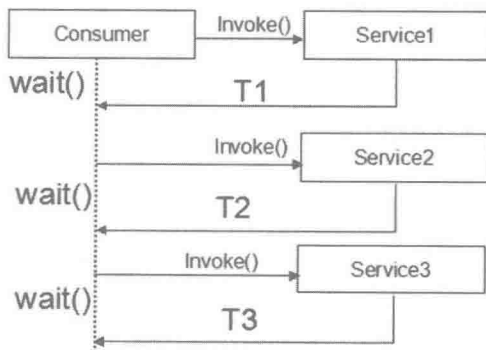 Consumer
Invoke()
Service1
wait()
T1
Invoke()
Service2
wait()
T2
Invoke()
Service3
wait()
T3